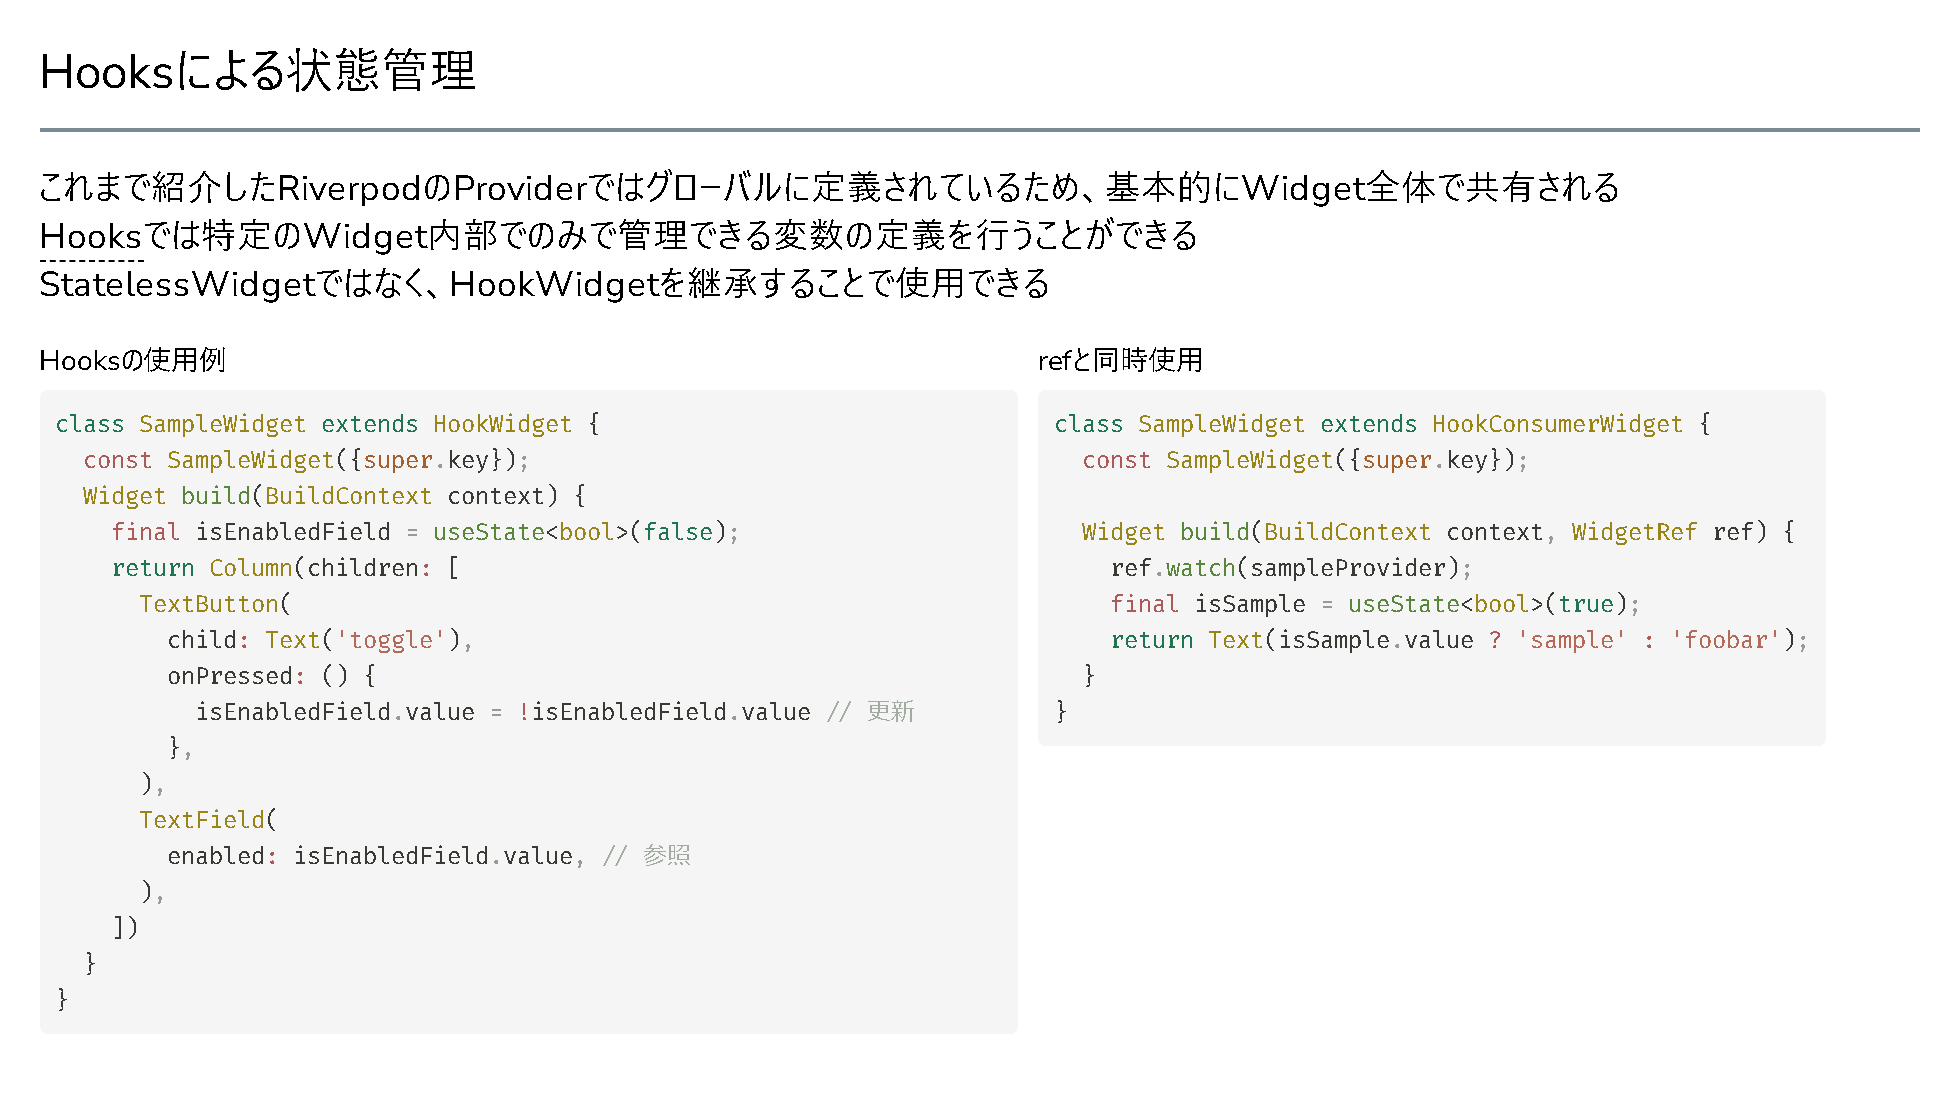 Hooksによる状態管理
これまで紹介したRiverpodのProviderではグローバルに定義されているため、基本的にWidget全体で共有される
Hooksでは特定のWidget内部でのみで管理できる変数の定義を行うことができる
StatelessWidgetではなく、HookWidgetを継承することで使用できる
Hooksの使用例
class SampleWidget extends HookWidget {
  const SampleWidget({super.key});
  Widget build(BuildContext context) {
    final isEnabledField = useState<bool>(false);
    return Column(children: [
      TextButton(
        child: Text('toggle'),
        onPressed: () {
          isEnabledField.value = !isEnabledField.value // 更新
        },
      ),
      TextField(
        enabled: isEnabledField.value, // 参照
      ),
    ])
  }
}
refと同時使用
class SampleWidget extends HookConsumerWidget {
  const SampleWidget({super.key});

  Widget build(BuildContext context, WidgetRef ref) {
    ref.watch(sampleProvider);
    final isSample = useState<bool>(true);
    return Text(isSample.value ? 'sample' : 'foobar');
  }
}